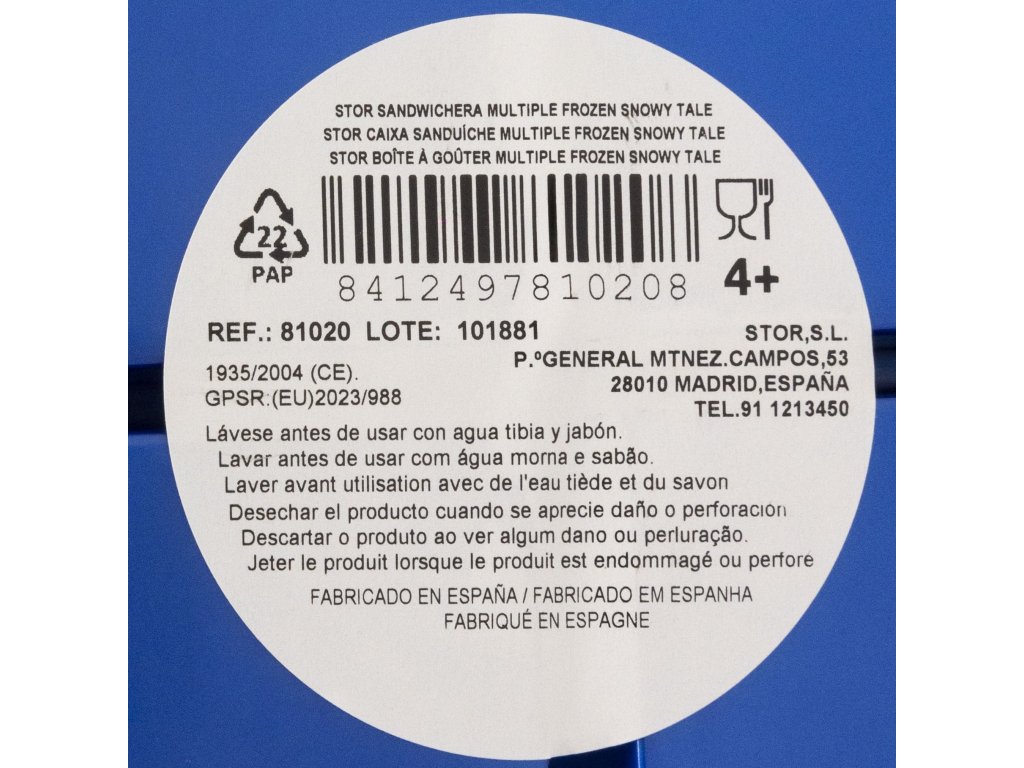 STOR SANDWICHERA MULTIPLE FROZEN SNOWY TALE
STOR CAIXA SANDUÍCHE MULTIPLE FROZEN SNOWY TALE
STOR BOÎTE À GOÛTER MULTIPLE FROZEN SNOWY TALE
22
PAP
8412497810208
4+
REF.: 81020 LOTE: 101881
1935/2004 (CE).
GPSR:(EU)2023/988
STOR,S.L.
P.ºGENERAL MTNEZ.CAMPOS,53
28010 MADRID,ESPAÑA
TEL.91 1213450
Lávese antes de usar con agua tibia y jabón.
Lavar antes de usar com água morna e sabão.
Laver avant utilisation avec de l'eau tiède et du savon
Desechar el producto cuando se aprecie daño o perforación
Descartar o produto ao ver algum dano ou perluração.
Jeter le produit lorsque le produit est endommagé ou perfore
FABRICADO EN ESPAÑA / FABRICADO EM ESPANHA
FABRIQUÉ EN ESPAGNE